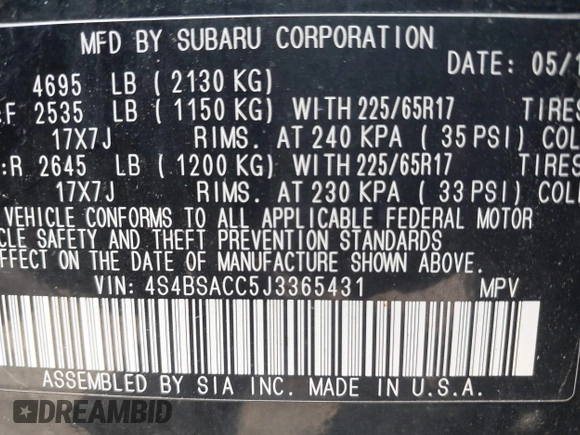 MFD BY SUBARU CORPORATION
DATE: 05/1
4695 LB ( 2130 KG)
:F 2535 LB ( 1150 KG) WITH 225/65R17 TIRES
17X7J RIMS. AT 240 KPA ( 35 PSI) COL
:R 2645 LB ( 1200 KG) WITH 225/65R17 TIRES
17X7J RIMS. AT 230 KPA ( 33 PSI) COL
VEHICLE CONFORMS TO ALL APPLICABLE FEDERAL MOTOR
CLE SAFETY AND THEFT PREVENTION STANDARDS
EFFECT ON THE DATE OF MANUFACTURE SHOWN ABOVE.
VIN: 4S4BSACC5J3365431 MPV
ASSEMBLED BY SIA INC. MADE IN U.S.A.
DREAMBID